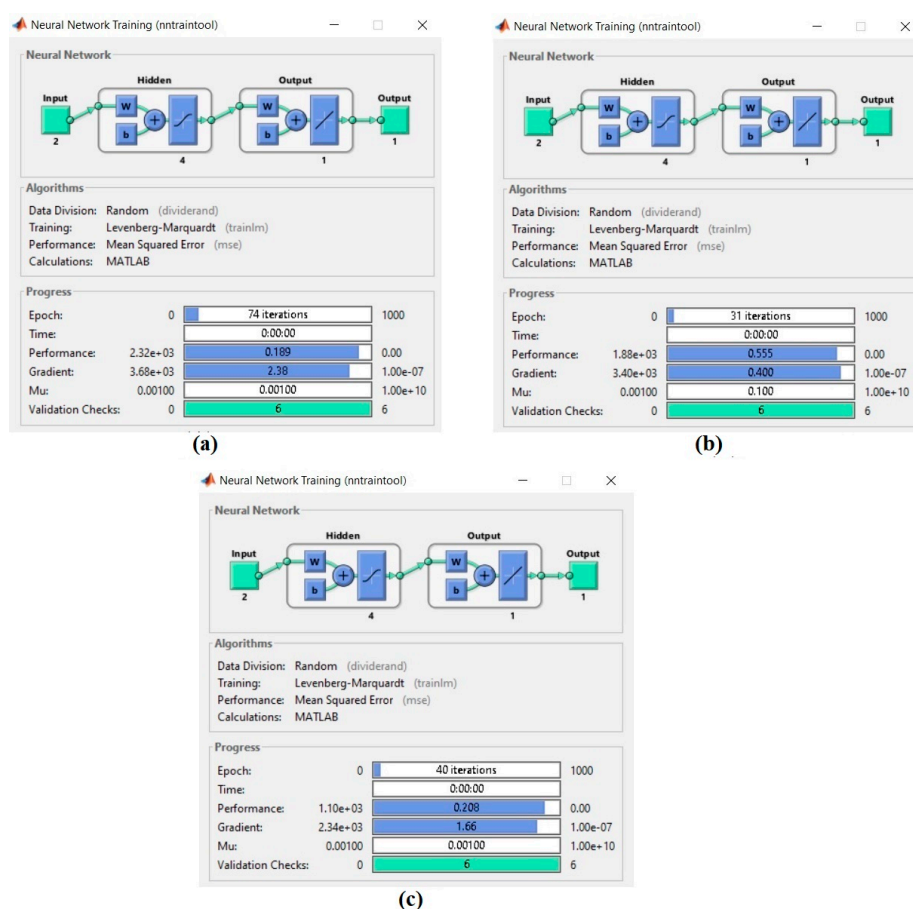 Neural Network Training (nntraintool)
Neural Network
Hidden
Output
Input
W
b
+
W
b
+
Output
2
4
1
1
Algorithms
Data Division: Random (dividerand)
Training: Levenberg-Marquardt (trainlm)
Performance: Mean Squared Error (mse)
Calculations: MATLAB
Progress
Epoch: 0 74 iterations 1000
Time: 0:00:00
Performance: 2.32e+03 0.189 0.00
Gradient: 3.68e+03 2.38 1.00e-07
Mu: 0.00100 0.00100 1.00e+10
Validation Checks: 0 6 6
(a)
Neural Network Training (nntraintool)
Neural Network
Hidden
Output
Input
W
b
+
W
b
+
Output
2
4
1
1
Algorithms
Data Division: Random (dividerand)
Training: Levenberg-Marquardt (trainlm)
Performance: Mean Squared Error (mse)
Calculations: MATLAB
Progress
Epoch: 0 31 iterations 1000
Time: 0:00:00
Performance: 1.88e+03 0.555 0.00
Gradient: 3.40e+03 0.400 1.00e-07
Mu: 0.00100 0.100 1.00e+10
Validation Checks: 0 6 6
(b)
Neural Network Training (nntraintool)
Neural Network
Hidden
Output
Input
W
b
+
W
b
+
Output
2
4
1
1
Algorithms
Data Division: Random (dividerand)
Training: Levenberg-Marquardt (trainlm)
Performance: Mean Squared Error (mse)
Calculations: MATLAB
Progress
Epoch: 0 40 iterations 1000
Time: 0:00:00
Performance: 1.10e+03 0.208 0.00
Gradient: 2.34e+03 1.66 1.00e-07
Mu: 0.00100 0.00100 1.00e+10
Validation Checks: 0 6 6
(c)